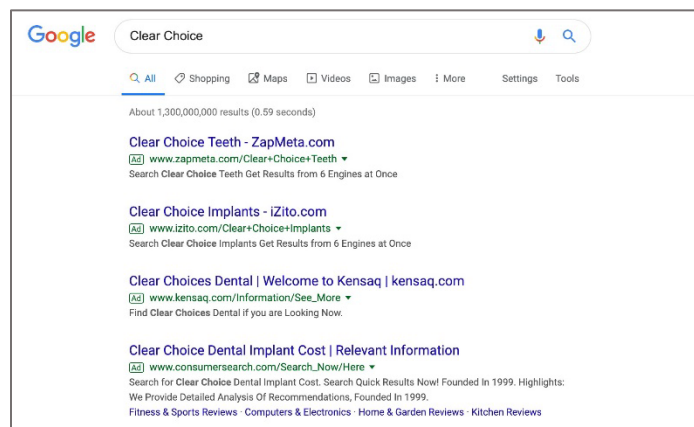 Google
Clear Choice
All Shopping Maps Videos Images More Settings Tools
About 1,300,000,000 results (0.59 seconds)
Clear Choice Teeth - ZapMeta.com
Ad www.zapmeta.com/Clear+Choice+Teeth
Search Clear Choice Teeth Get Results from 6 Engines at Once
Clear Choice Implants - iZito.com
Ad www.izito.com/Clear+Choice+Implants
Search Clear Choice Implants Get Results from 6 Engines at Once
Clear Choices Dental | Welcome to Kensaq | kensaq.com
Ad www.kensaq.com/Information/See_More
Find Clear Choices Dental if you are Looking Now.
Clear Choice Dental Implant Cost | Relevant Information
Ad www.consumersearch.com/Search_Now/Here
Search for Clear Choice Dental Implant Cost. Search Quick Results Now! Founded In 1999. Highlights:
We Provide Detailed Analysis Of Recommendations, Founded In 1999.
Fitness & Sports Reviews · Computers & Electronics · Home & Garden Reviews · Kitchen Reviews